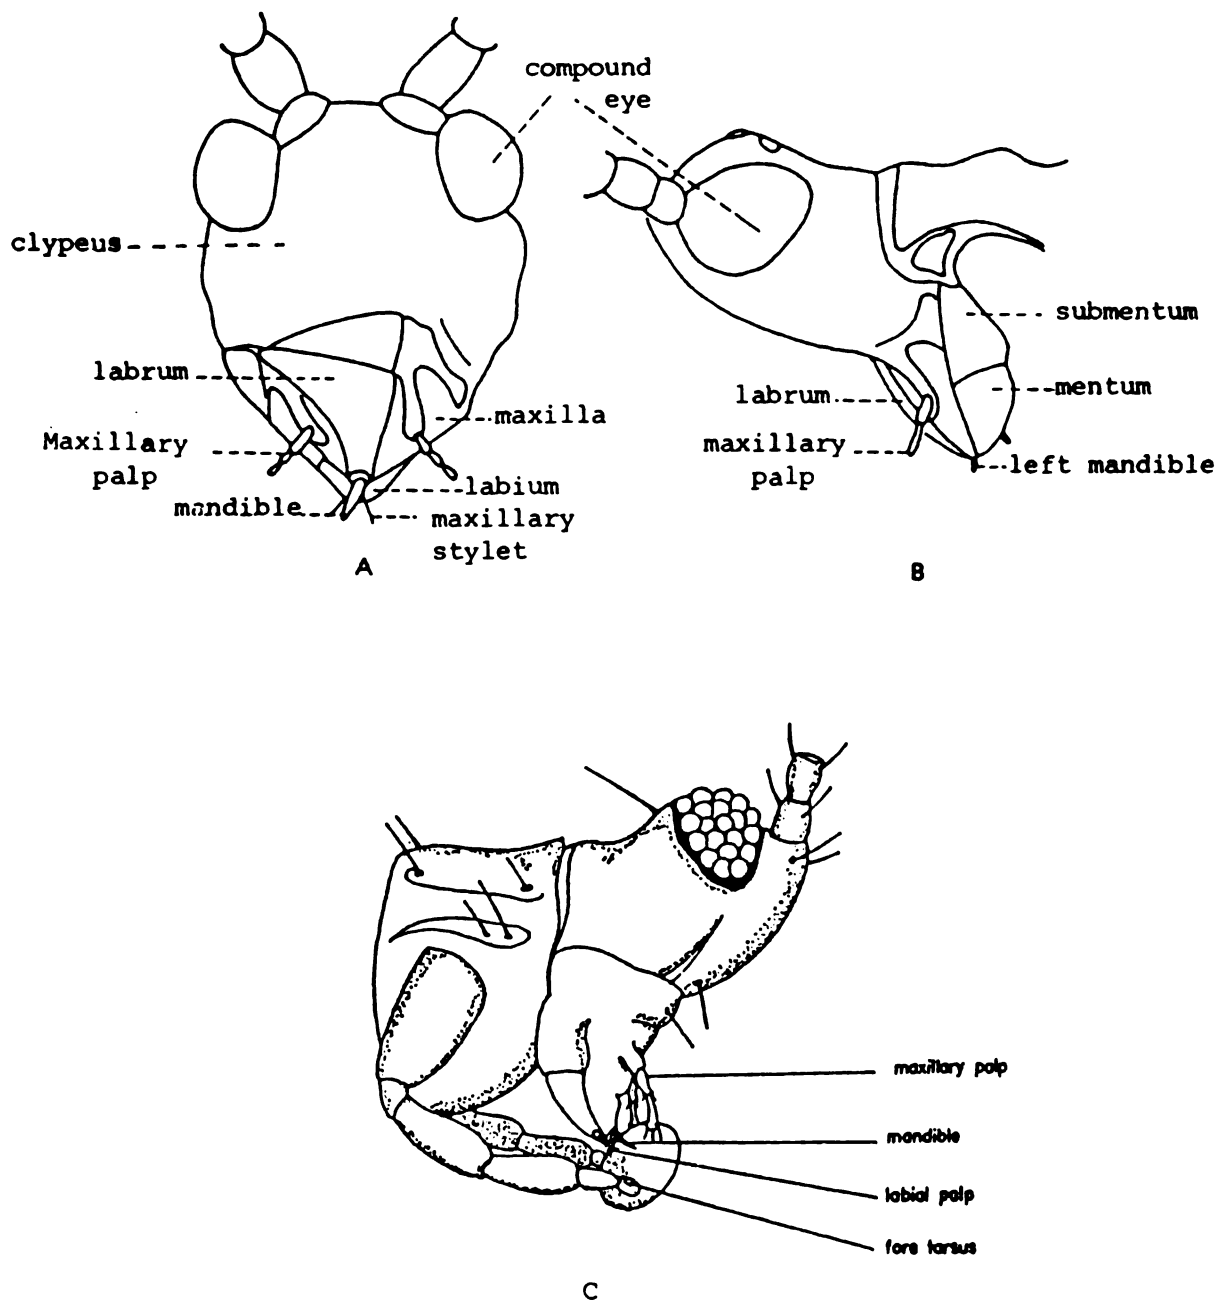 compound
eye
clypeus
labrum
maxilla
Maxillary
palp
labium
mandible
maxillary
stylet
A
submentum
mentum
labrum
maxillary
palp
left mandible
B
maxillary palp
mandible
labial palp
fore tarsus
C